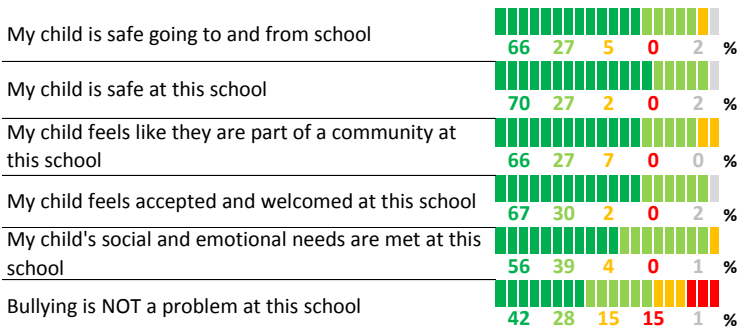 My child is safe going to and from school
66 27 5 0 2 %
My child is safe at this school
70 27 2 0 2 %
My child feels like they are part of a community at
this school
66 27 7 0 0 %
My child feels accepted and welcomed at this school
67 30 2 0 2 %
My child's social and emotional needs are met at this
school
56 39 4 0 1 %
Bullying is NOT a problem at this school
42 28 15 15 1 %